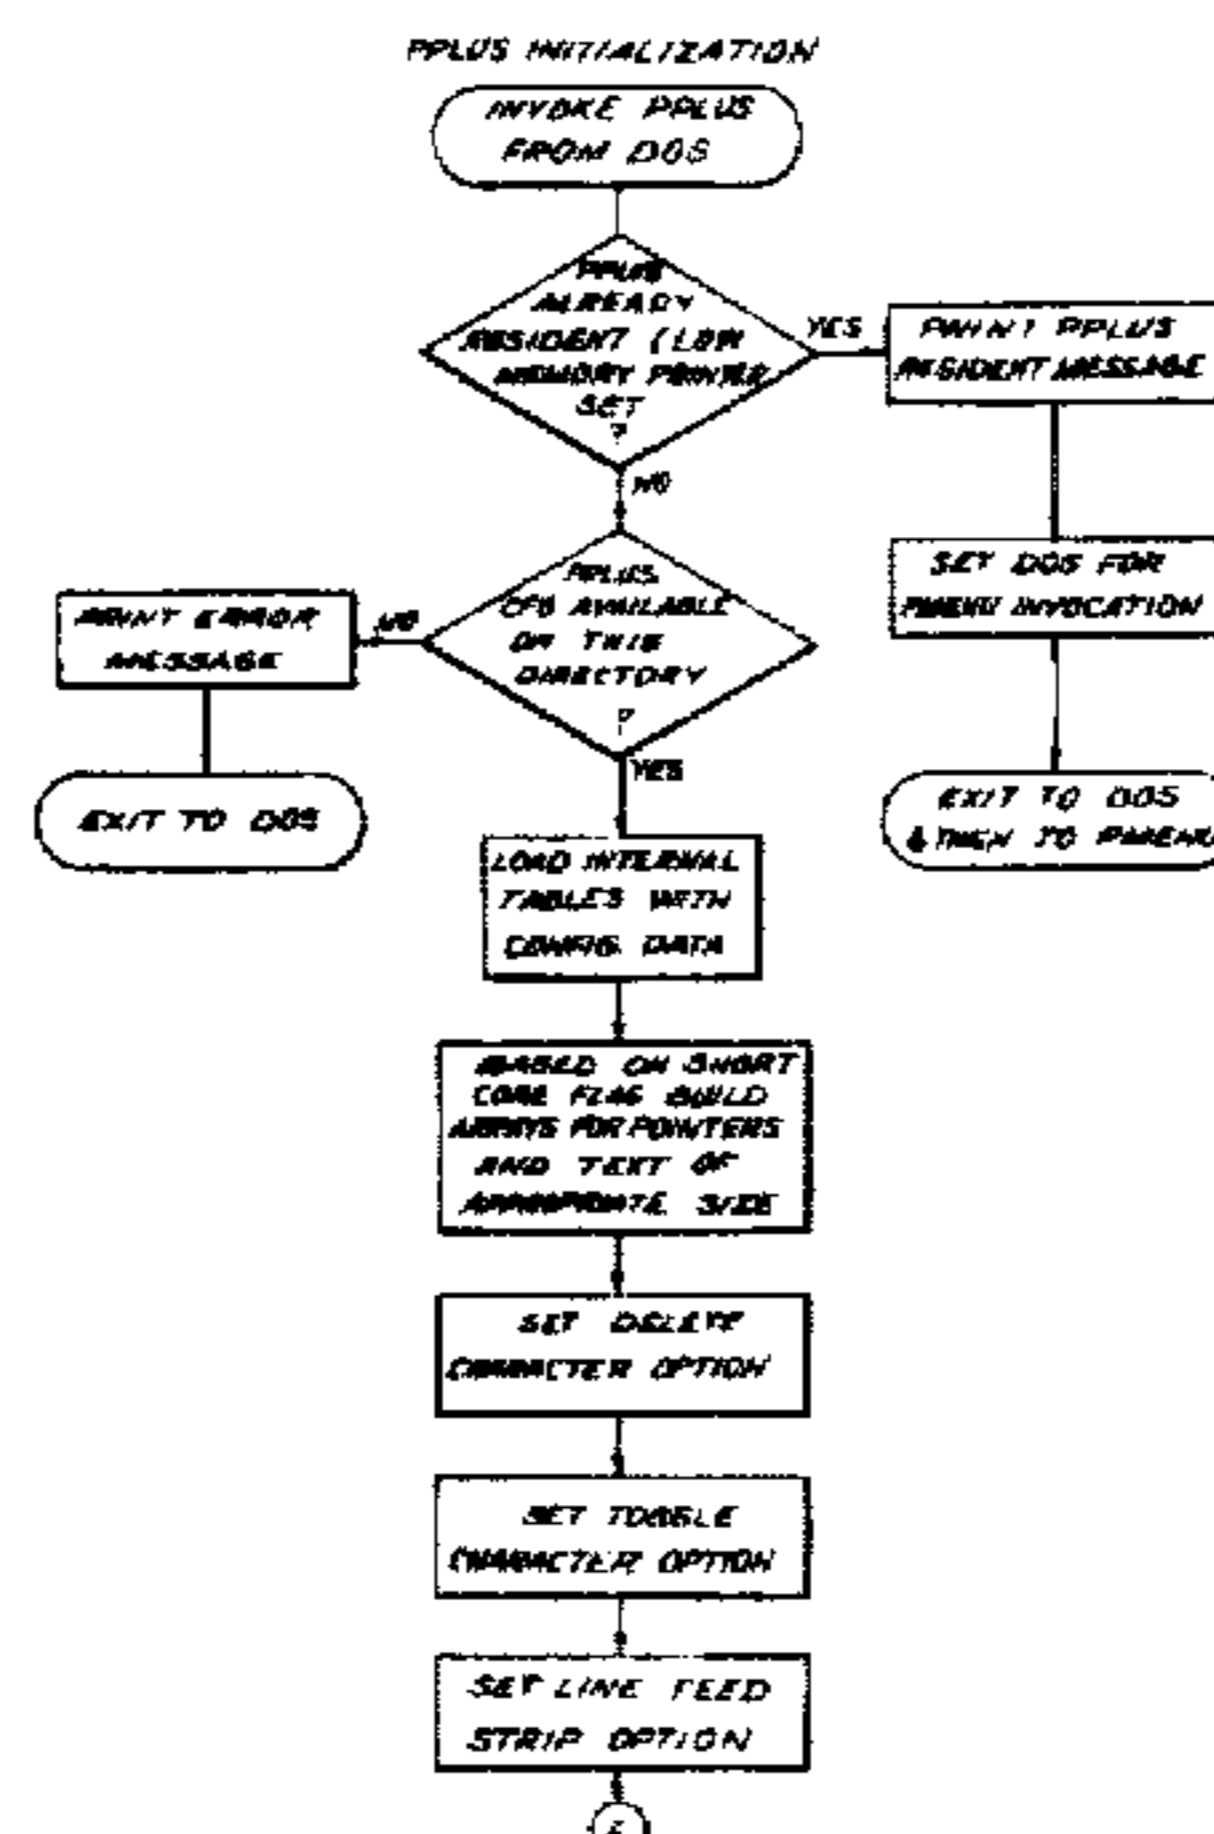 PPLUS INITIALIZATION
INVOKE PPLUS
FROM DOS
PPLUS
ALREADY
RESIDENT (LOW
MEMORY POINTER
SET
?
YES
PRINT PPLUS
RESIDENT MESSAGE
NO
SET DOS FOR
INVOCATION
PPLUS.
CFG AVAILABLE
ON THIS
DIRECTORY
?
NO
PRINT ERROR
MESSAGE
YES
EXIT TO DOS
EXIT TO DOS
& THEN TO
LOAD INTERNAL
TABLES WITH
CONFIG. DATA
BASED ON SHORT
CORE FLAG BUILD
ARRAYS FOR POINTERS
AND TEXT OF
APPROPRIATE SIZE
SET DELETE
CHARACTER OPTION
SET TOGGLE
CHARACTER OPTION
SET LINE FEED
STRIP OPTION